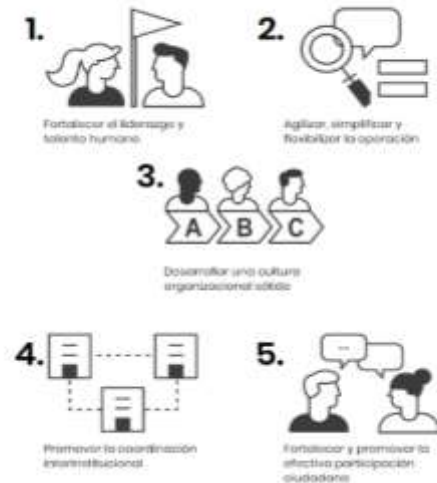 1.
Fortalecer el liderazgo y
talento humano.
2.
Agilizar, simplificar y
flexibilizar la operación
3.
A B C
Desarrollar una cultura
organizacional sólida
4.
Promover la coordinación
interinstitucional
5.
Fortalecer y promover la
efectiva participación
ciudadana